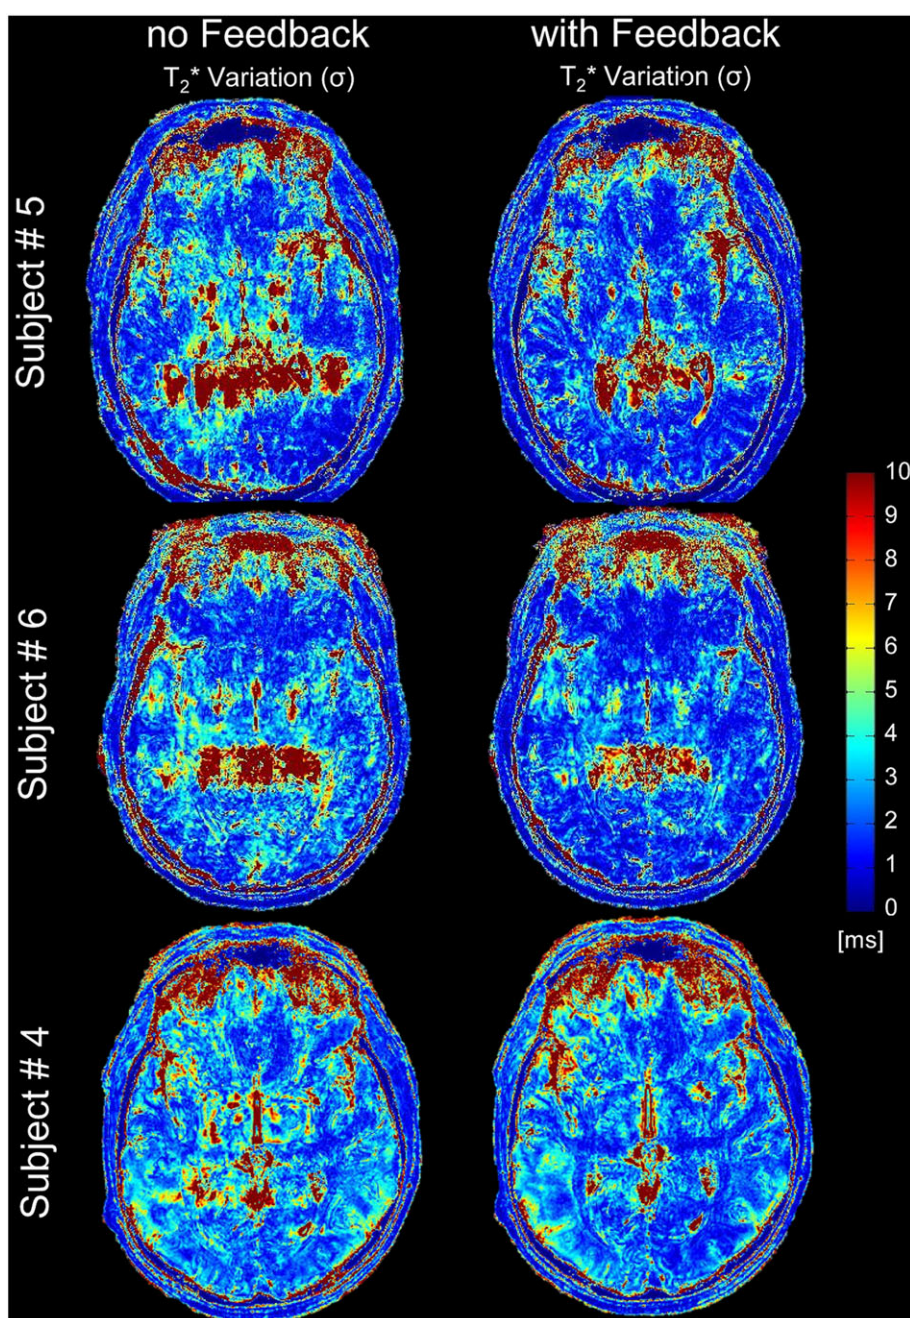 no Feedback
with Feedback
T₂* Variation (σ)
T₂* Variation (σ)
Subject # 5
Subject # 6
Subject # 4
10
9
8
7
6
5
4
3
2
1
0
[ms]